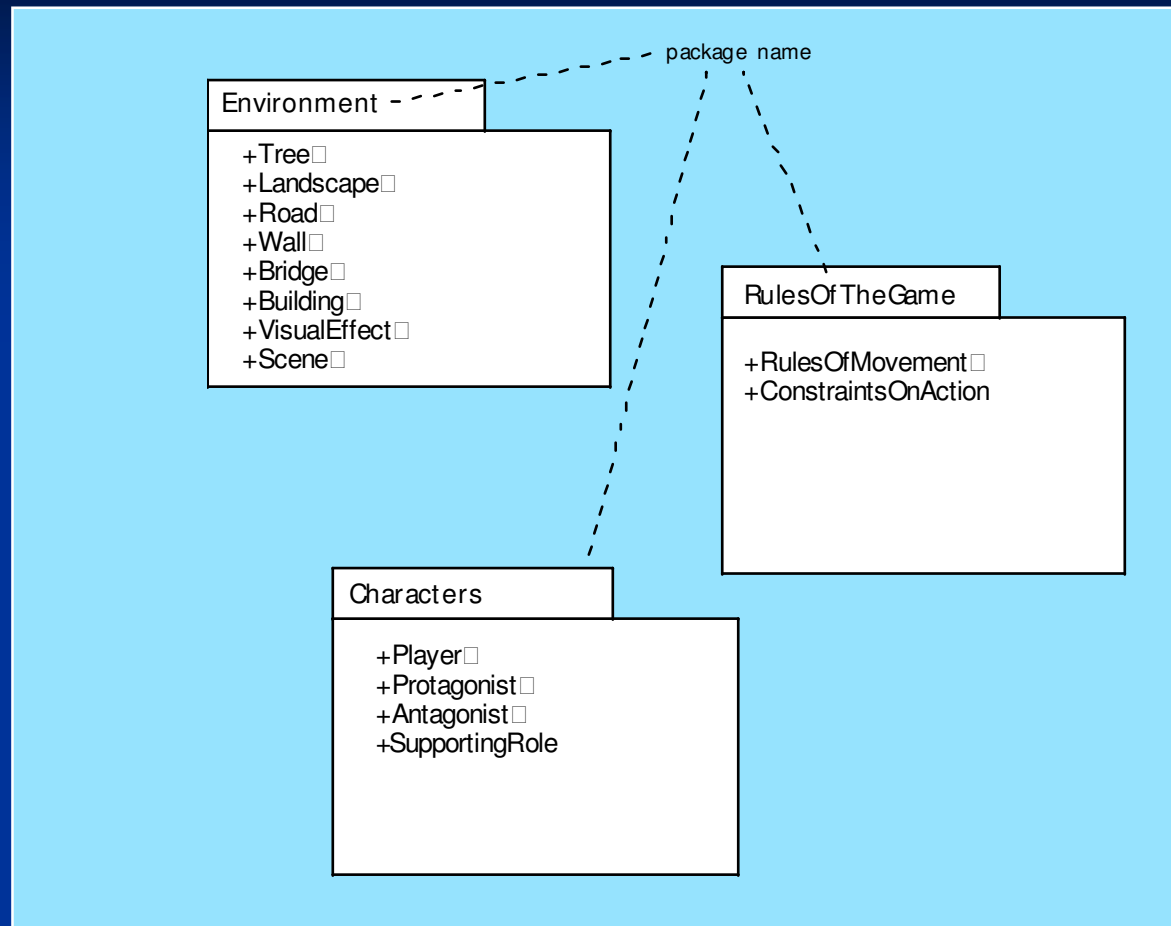 package name
Environment
+Tree□
+Landscape□
+Road□
+Wall□
+Bridge□
+Building□
+VisualEffect□
+Scene□
RulesOfTheGame
+RulesOfMovement□
+ConstraintsOnAction
Characters
+Player□
+Protagonist□
+Antagonist□
+SupportingRole